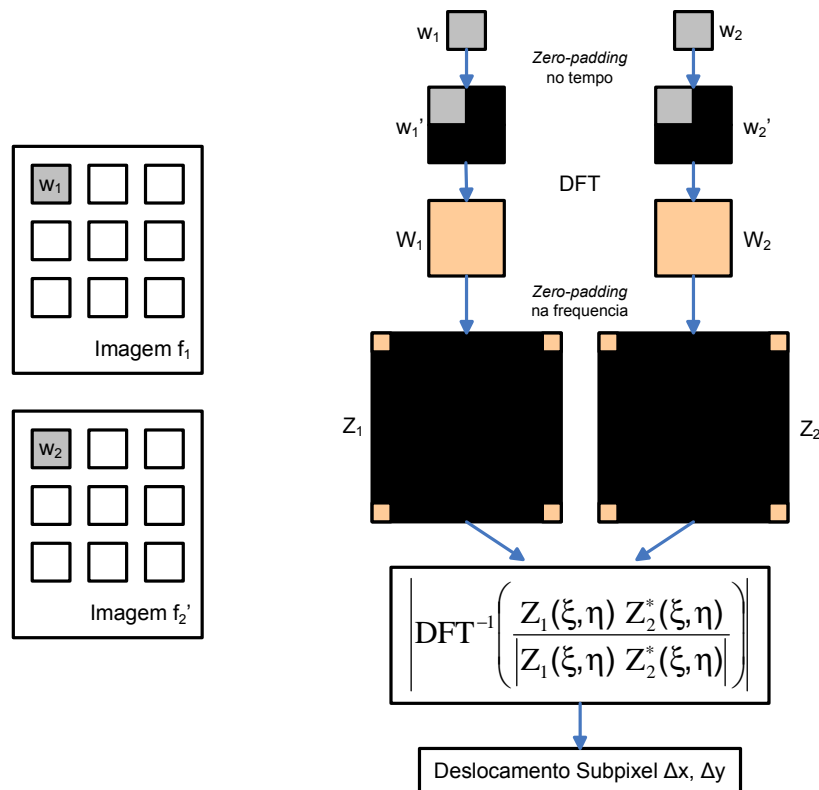 w₁
Imagem f₁
w₂
Imagem f₂'
w₁
w₂
Zero-padding
no tempo
w₁'
w₂'
DFT
W₁
W₂
Zero-padding
na frequencia
Z₁
Z₂
|DFT⁻¹(Z₁(ξ,η) Z₂*(ξ,η) / |Z₁(ξ,η) Z₂*(ξ,η)|)|
Deslocamento Subpixel Δx, Δy